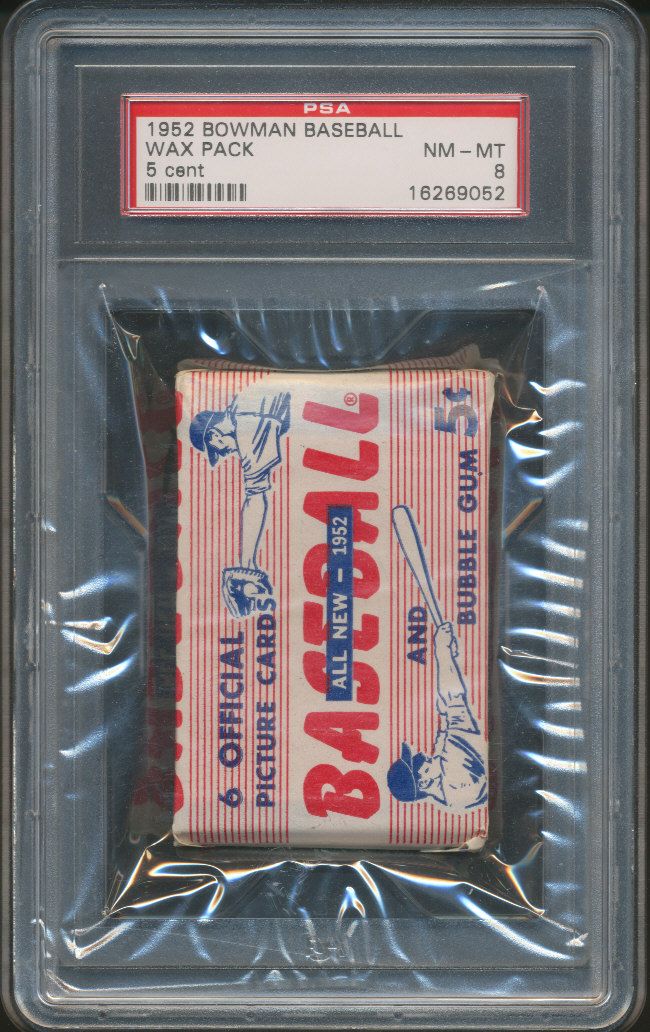 PSA
1952 BOWMAN BASEBALL
WAX PACK NM-MT
5 cent 8
16269052
6 OFFICIAL
PICTURE CARDS
BASEBALL®
ALL NEW - 1952
AND
BUBBLE GUM 5¢